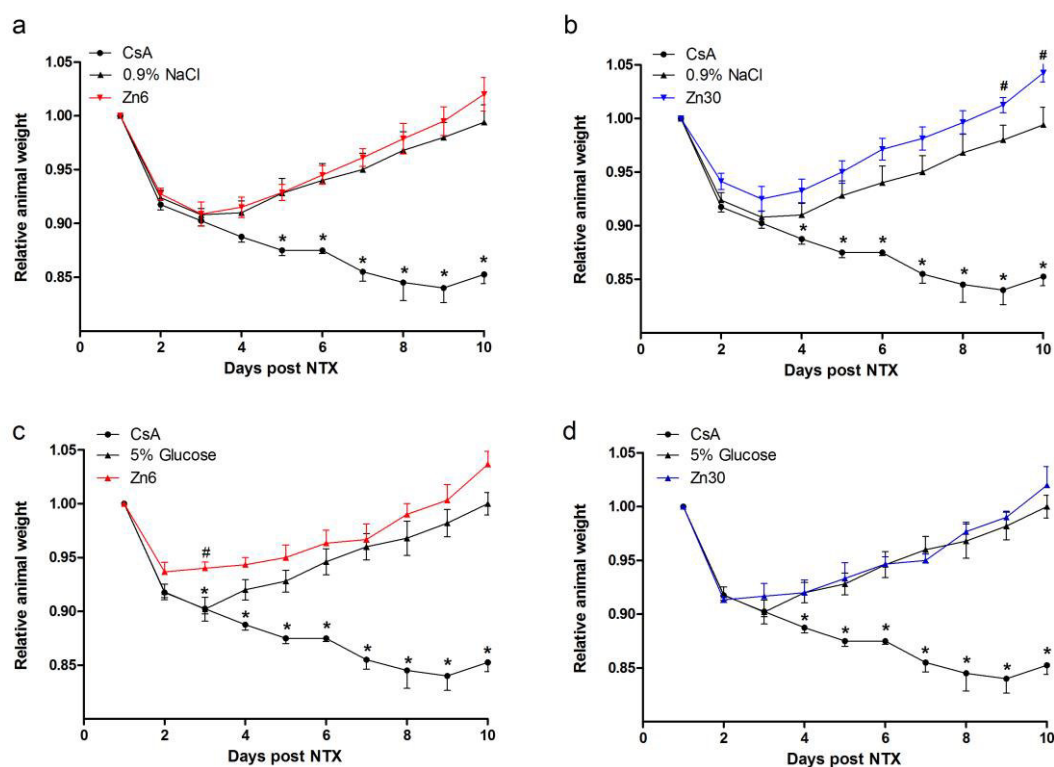 a
CsA
0.9% NaCl
Zn6
1.05
1.00
0.95
0.90
0.85
Relative animal weight
* * * * * *
0 2 4 6 8 10
Days post NTX
b
CsA
0.9% NaCl
Zn30
1.05
1.00
0.95
0.90
0.85
Relative animal weight
# #
* * * * * * *
0 2 4 6 8 10
Days post NTX
c
CsA
5% Glucose
Zn6
1.05
1.00
0.95
0.90
0.85
Relative animal weight
#
* * * * * * * *
0 2 4 6 8 10
Days post NTX
d
CsA
5% Glucose
Zn30
1.05
1.00
0.95
0.90
0.85
Relative animal weight
* * * * * * *
0 2 4 6 8 10
Days post NTX